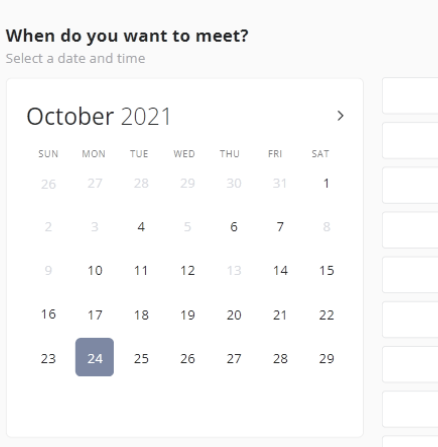 When do you want to meet?
Select a date and time
October 2021 >
SUN MON TUE WED THU FRI SAT
26 27 28 29 30 31 1
2 3 4 5 6 7 8
9 10 11 12 13 14 15
16 17 18 19 20 21 22
23 24 25 26 27 28 29